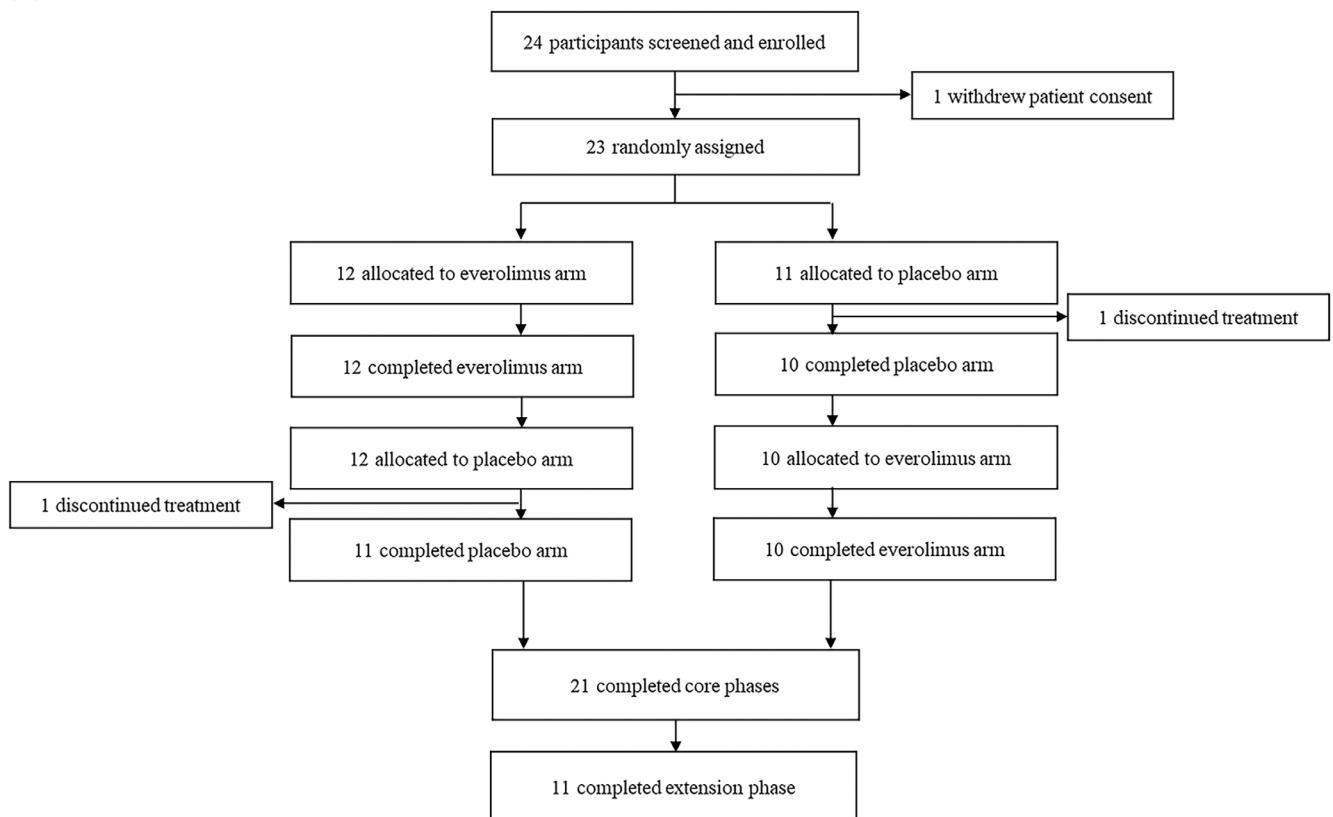 24 participants screened and enrolled
1 withdrew patient consent
23 randomly assigned
12 allocated to everolimus arm
11 allocated to placebo arm
1 discontinued treatment
12 completed everolimus arm
10 completed placebo arm
12 allocated to placebo arm
10 allocated to everolimus arm
1 discontinued treatment
11 completed placebo arm
10 completed everolimus arm
21 completed core phases
11 completed extension phase